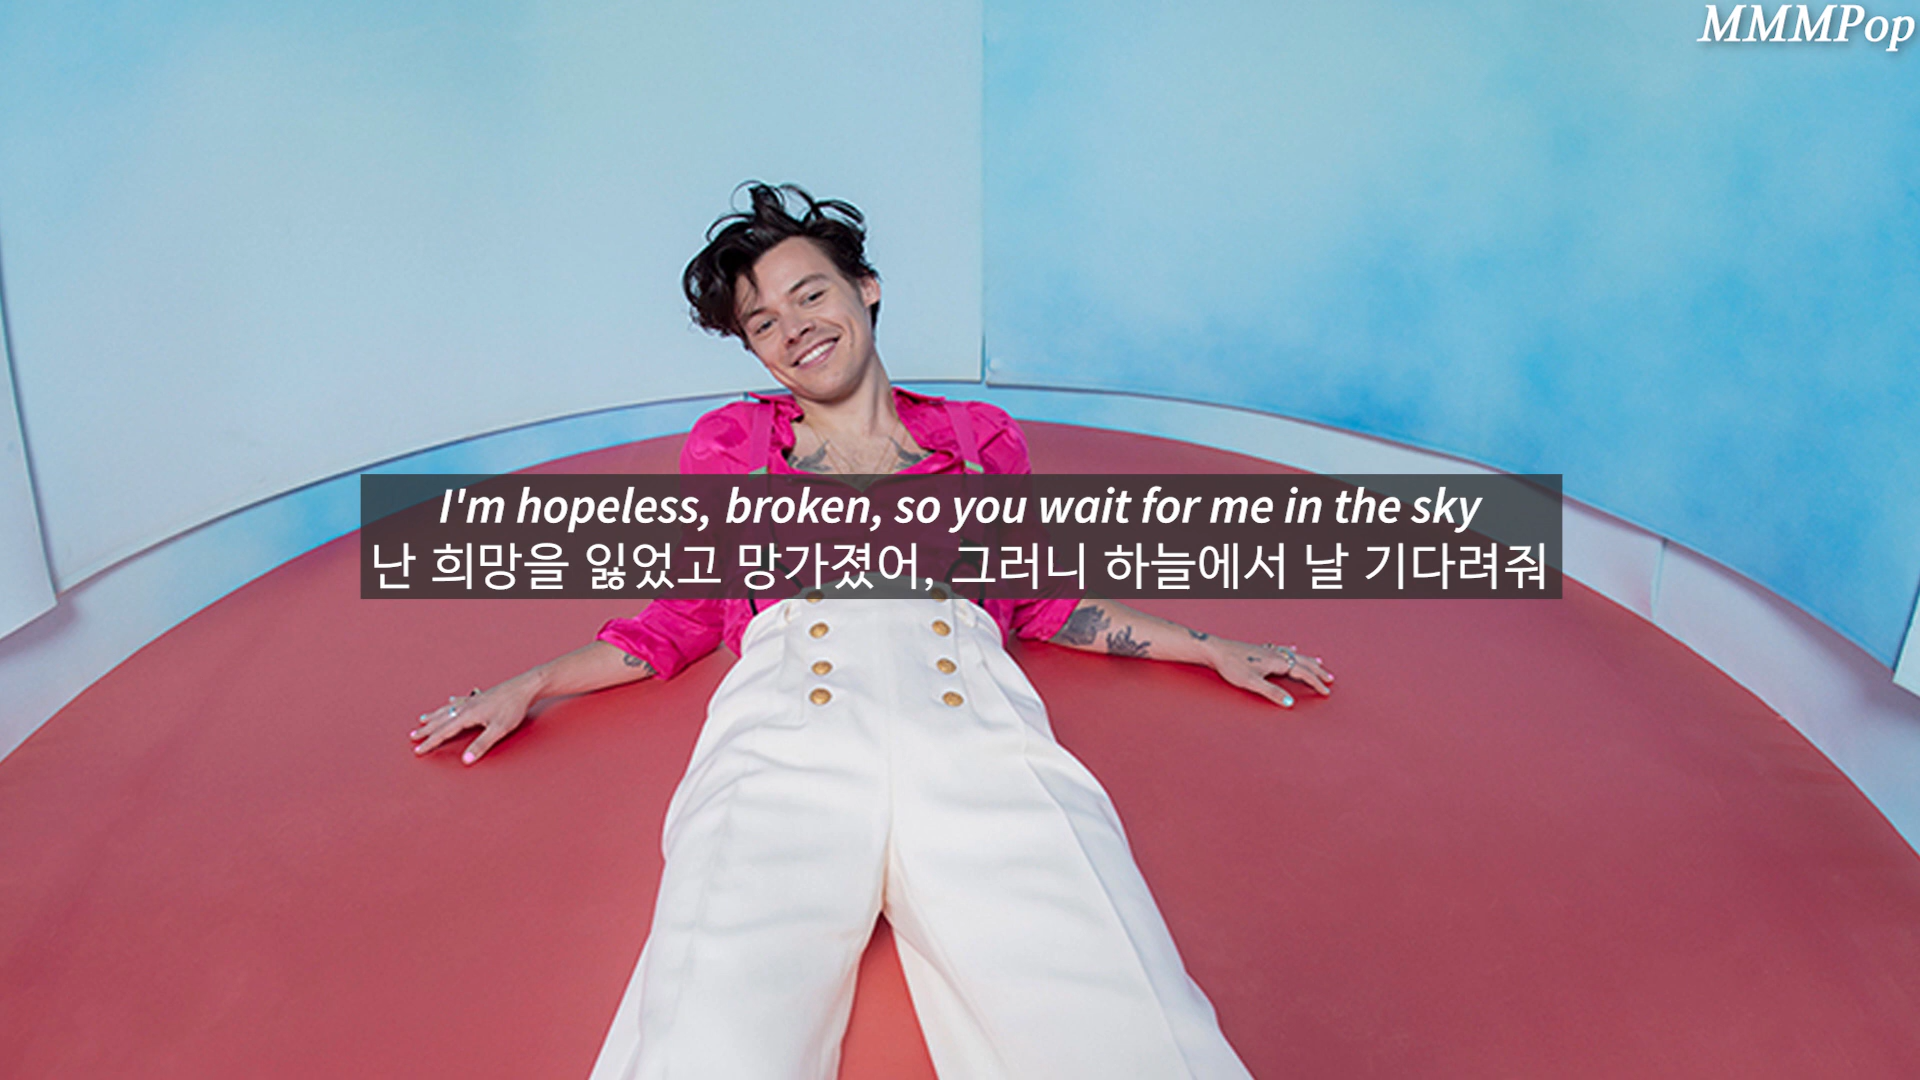 MMMPop
I'm hopeless, broken, so you wait for me in the sky
난 희망을 잃었고 망가졌어, 그러니 하늘에서 날 기다려줘